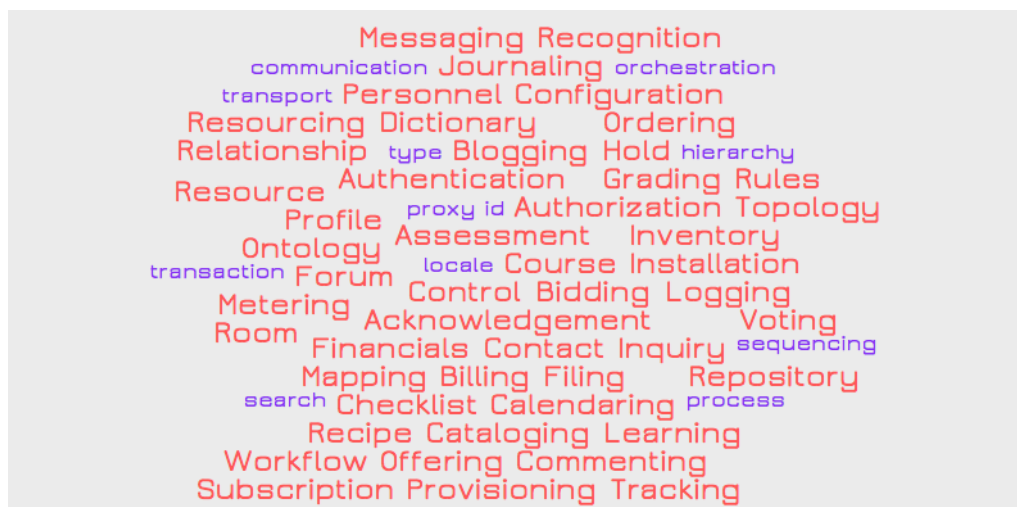 Messaging Recognition
communication Journaling orchestration
transport Personnel Configuration
Resourcing Dictionary Ordering
Relationship type Blogging Hold hierarchy
Resource Authentication Grading Rules
Profile proxy id Authorization Topology
Ontology Assessment Inventory
transaction Forum locale Course Installation
Metering Control Bidding Logging
Room Acknowledgement Voting
Financials Contact Inquiry sequencing
Mapping Billing Filing Repository
search Checklist Calendaring process
Recipe Cataloging Learning
Workflow Offering Commenting
Subscription Provisioning Tracking